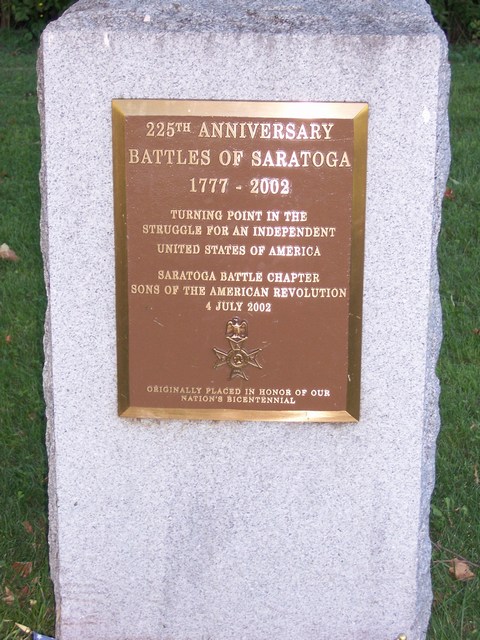 225TH ANNIVERSARY
BATTLES OF SARATOGA
1777 - 2002
TURNING POINT IN THE
STRUGGLE FOR AN INDEPENDENT
UNITED STATES OF AMERICA
SARATOGA BATTLE CHAPTER
SONS OF THE AMERICAN REVOLUTION
4 JULY 2002
ORIGINALLY PLACED IN HONOR OF OUR
NATION'S BICENTENNIAL